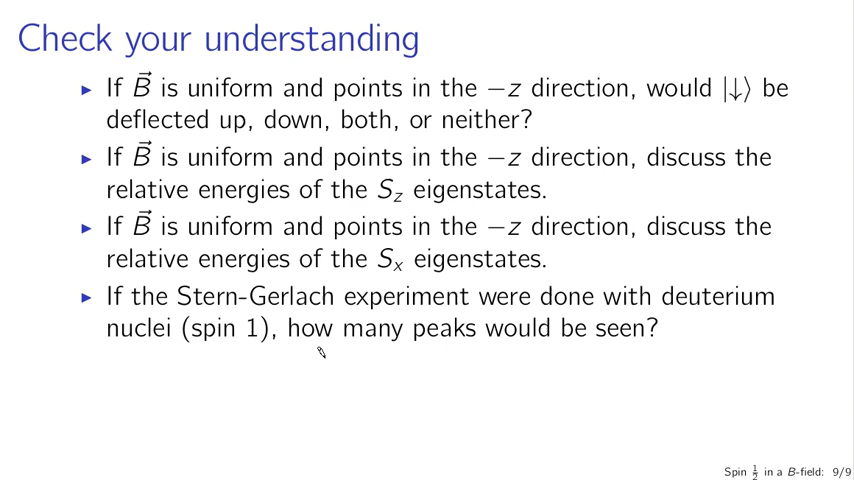 Check your understanding
▶ If $\vec{B}$ is uniform and points in the −z direction, would |↓⟩ be
deflected up, down, both, or neither?
▶ If $\vec{B}$ is uniform and points in the −z direction, discuss the
relative energies of the $S_z$ eigenstates.
▶ If $\vec{B}$ is uniform and points in the −z direction, discuss the
relative energies of the $S_x$ eigenstates.
▶ If the Stern-Gerlach experiment were done with deuterium
nuclei (spin 1), how many peaks would be seen?
Spin $\frac{1}{2}$ in a B-field: 9/9